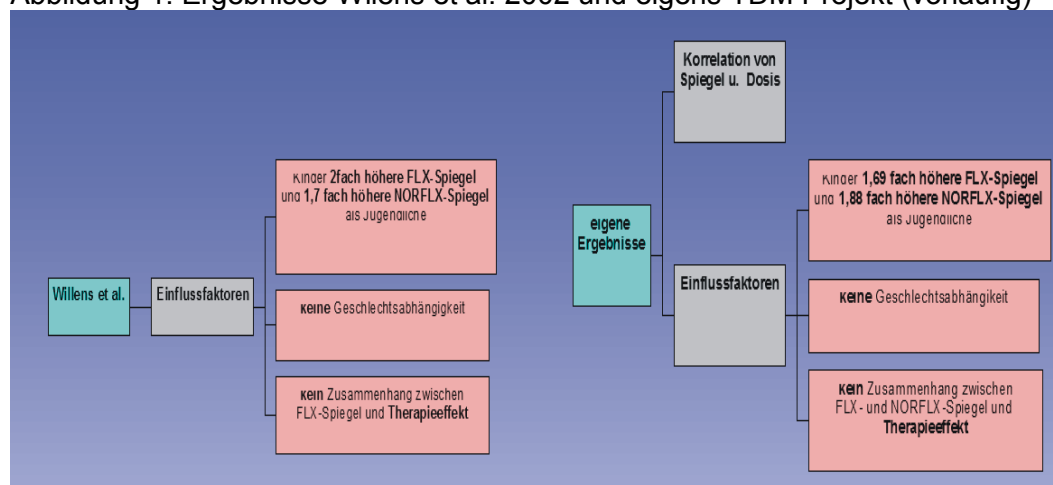 Abbildung 1: Ergebnisse Wilens et al. 2002 und eigens TDM Projekt (vorläufig)
Willens et al.
Einflussfaktoren
Kinder 2fach höhere FLX-Spiegel
und 1,7 fach höhere NORFLX-Spiegel
als Jugendliche
keine Geschlechtsabhängigkeit
kein Zusammenhang zwischen
FLX-Spiegel und Therapieeffekt
eigene
Ergebnisse
Korrelation von
Spiegel u. Dosis
Einflussfaktoren
Kinder 1,69 fach höhere FLX-Spiegel
und 1,88 fach höhere NORFLX-Spiegel
als Jugendliche
keine Geschlechtsabhängikeit
kein Zusammenhang zwischen
FLX- und NORFLX-Spiegel und
Therapieeffekt